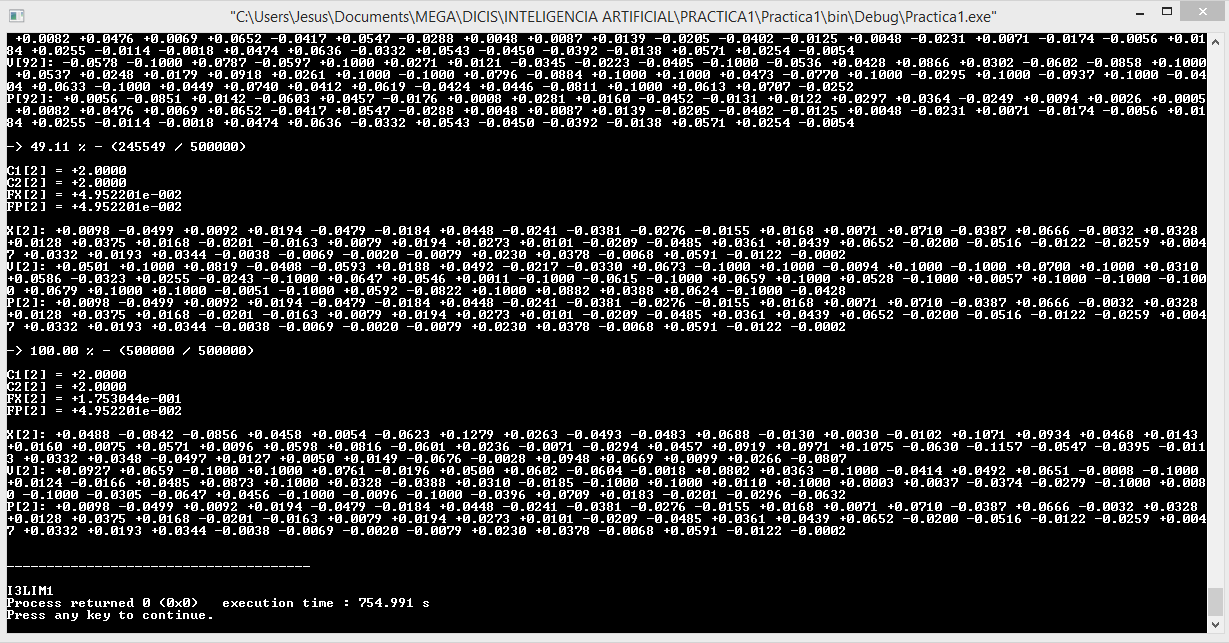 "C:\Users\Jesus\Documents\MEGA\DICIS\INTELIGENCIA ARTIFICIAL\PRACTICA1\Practica1\bin\Debug\Practica1.exe"
+0.0082 +0.0476 +0.0069 +0.0652 -0.0417 +0.0547 -0.0288 +0.0048 +0.0087 +0.0139 -0.0205 -0.0402 -0.0125 +0.0048 -0.0231 +0.0071 -0.0174 -0.0056 +0.01
84 +0.0255 -0.0114 -0.0018 +0.0474 +0.0636 -0.0332 +0.0543 -0.0450 -0.0392 -0.0138 +0.0571 +0.0254 -0.0054
V[92]: -0.0578 -0.1000 +0.0787 -0.0597 +0.1000 +0.0271 +0.0121 -0.0345 -0.0223 -0.0405 -0.1000 -0.0536 +0.0428 +0.0866 +0.0302 -0.0602 -0.0858 +0.1000
+0.0537 +0.0248 +0.0179 +0.0918 +0.0261 +0.1000 -0.1000 +0.0796 -0.0884 +0.1000 +0.1000 +0.0473 -0.0770 +0.1000 -0.0295 +0.1000 -0.0937 +0.1000 -0.04
04 +0.0633 -0.1000 +0.0449 +0.0740 +0.0412 +0.0619 -0.0424 +0.0446 -0.0811 +0.1000 +0.0613 +0.0707 -0.0252
P[92]: +0.0056 -0.0851 +0.0142 -0.0603 -0.0457 -0.0176 +0.0008 +0.0281 +0.0160 -0.0452 -0.0131 +0.0122 +0.0297 +0.0364 -0.0249 +0.0094 +0.0026 +0.0005
+0.0082 +0.0476 +0.0069 +0.0652 -0.0417 +0.0547 -0.0288 +0.0048 +0.0087 +0.0139 -0.0205 -0.0402 -0.0125 +0.0048 -0.0231 +0.0071 -0.0174 -0.0056 +0.01
84 +0.0255 -0.0114 -0.0018 +0.0474 +0.0636 -0.0332 +0.0543 -0.0450 -0.0392 -0.0138 +0.0571 +0.0254 -0.0054
-> 49.11 % - (245549 / 500000)
C1[2] = +2.0000
C2[2] = +2.0000
FX[2] = +4.952201e-002
FP[2] = +4.952201e-002
X[2]: +0.0098 -0.0499 +0.0092 +0.0194 -0.0479 -0.0184 +0.0448 -0.0241 -0.0381 -0.0276 -0.0155 +0.0168 +0.0071 +0.0710 -0.0387 +0.0666 -0.0032 +0.0328
+0.0128 +0.0375 +0.0168 -0.0201 -0.0163 +0.0079 +0.0194 +0.0273 +0.0101 -0.0209 -0.0485 +0.0361 +0.0439 +0.0652 -0.0200 -0.0516 -0.0122 -0.0259 +0.004
7 +0.0332 +0.0193 +0.0344 -0.0038 -0.0069 -0.0020 -0.0079 +0.0230 +0.0378 -0.0068 +0.0591 -0.0122 -0.0002
V[2]: +0.0501 +0.1000 +0.0819 -0.0408 -0.0593 +0.0188 +0.0492 -0.0217 -0.0330 +0.0673 -0.1000 +0.1000 -0.0094 +0.1000 -0.1000 +0.0700 +0.1000 +0.0310
+0.0586 -0.0323 +0.0255 -0.0243 -0.1000 +0.0647 +0.0546 +0.0011 -0.1000 -0.0615 -0.1000 +0.0659 +0.1000 +0.0528 -0.1000 +0.0057 +0.1000 -0.1000 -0.100
0 +0.0679 +0.1000 +0.1000 -0.0051 -0.1000 +0.0592 -0.0822 +0.1000 +0.0882 +0.0388 +0.0624 -0.1000 -0.0428
P[2]: +0.0098 -0.0499 +0.0092 +0.0194 -0.0479 -0.0184 +0.0448 -0.0241 -0.0381 -0.0276 -0.0155 +0.0168 +0.0071 +0.0710 -0.0387 +0.0666 -0.0032 +0.0328
+0.0128 +0.0375 +0.0168 -0.0201 -0.0163 +0.0079 +0.0194 +0.0273 +0.0101 -0.0209 -0.0485 +0.0361 +0.0439 +0.0652 -0.0200 -0.0516 -0.0122 -0.0259 +0.004
7 +0.0332 +0.0193 +0.0344 -0.0038 -0.0069 -0.0020 -0.0079 +0.0230 +0.0378 -0.0068 +0.0591 -0.0122 -0.0002
-> 100.00 % - (500000 / 500000)
C1[2] = +2.0000
C2[2] = +2.0000
FX[2] = +1.753044e-001
FP[2] = +4.952201e-002
X[2]: +0.0488 -0.0842 -0.0856 +0.0458 +0.0054 -0.0623 +0.1279 +0.0263 -0.0493 -0.0483 +0.0688 -0.0130 +0.0030 -0.0102 +0.1071 +0.0934 +0.0468 +0.0143
+0.0160 +0.0075 +0.0571 +0.0096 +0.0598 +0.0816 -0.0601 +0.0236 -0.0071 -0.0294 +0.0457 +0.0919 +0.0971 +0.1075 -0.0630 -0.1157 -0.0547 -0.0395 -0.011
3 +0.0332 +0.0348 -0.0497 +0.0127 +0.0050 +0.0149 -0.0676 -0.0028 +0.0948 +0.0669 +0.0099 +0.0266 -0.0807
V[2]: +0.0927 +0.0659 -0.1000 +0.1000 +0.0761 -0.0196 +0.0500 +0.0602 -0.0604 -0.0018 +0.0802 +0.0363 -0.1000 -0.0414 +0.0492 +0.0651 -0.0008 -0.1000
+0.0124 -0.0166 +0.0485 +0.0873 +0.1000 +0.0328 -0.0388 +0.0310 -0.0185 -0.1000 +0.1000 +0.0110 +0.1000 +0.0003 +0.0037 -0.0374 -0.0279 -0.1000 +0.008
0 -0.1000 -0.0305 -0.0647 +0.0456 -0.1000 -0.0096 -0.1000 -0.0396 +0.0709 +0.0183 -0.0201 -0.0296 -0.0632
P[2]: +0.0098 -0.0499 +0.0092 +0.0194 -0.0479 -0.0184 +0.0448 -0.0241 -0.0381 -0.0276 -0.0155 +0.0168 +0.0071 +0.0710 -0.0387 +0.0666 -0.0032 +0.0328
+0.0128 +0.0375 +0.0168 -0.0201 -0.0163 +0.0079 +0.0194 +0.0273 +0.0101 -0.0209 -0.0485 +0.0361 +0.0439 +0.0652 -0.0200 -0.0516 -0.0122 -0.0259 +0.004
7 +0.0332 +0.0193 +0.0344 -0.0038 -0.0069 -0.0020 -0.0079 +0.0230 +0.0378 -0.0068 +0.0591 -0.0122 -0.0002
--------------------------------------
I3LIM1
Process returned 0 (0x0)   execution time : 754.991 s
Press any key to continue.